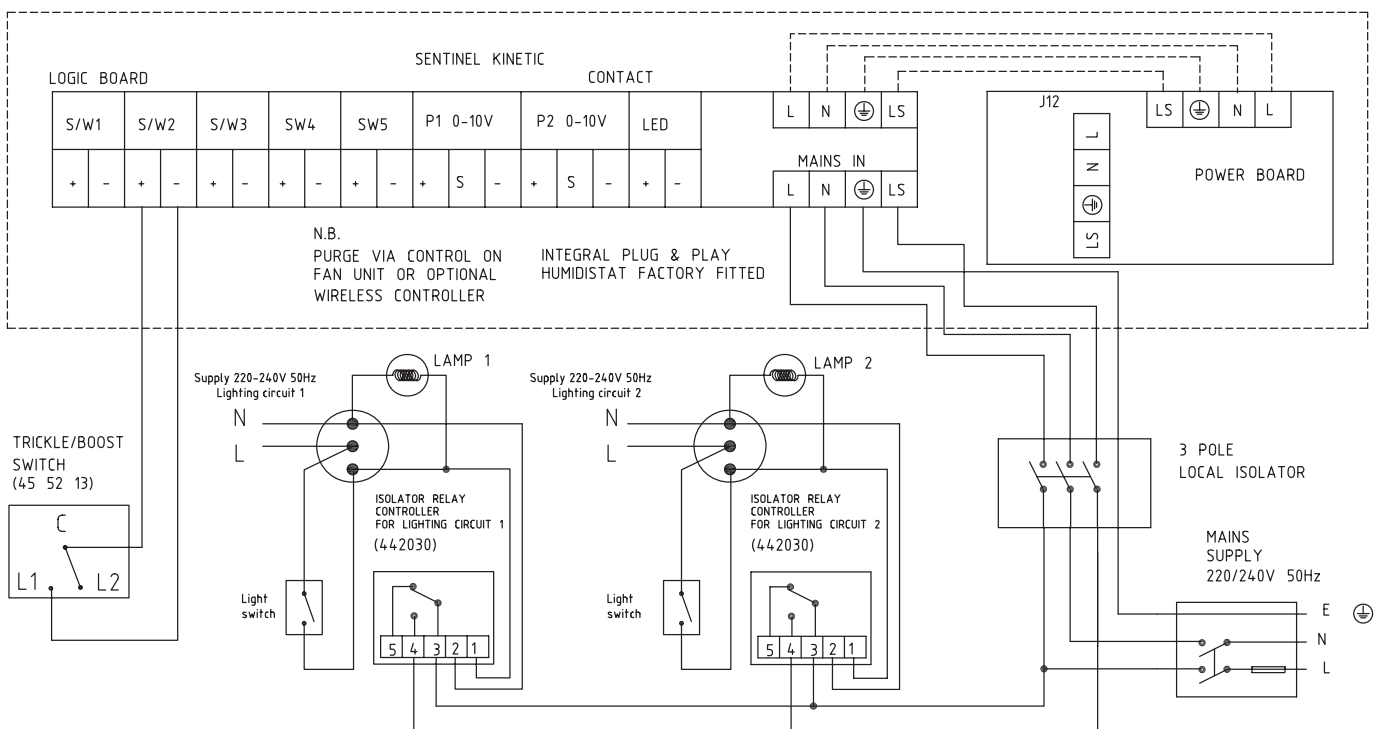 SENTINEL KINETIC
LOGIC BOARD
CONTACT
S/W1 S/W2 S/W3 SW4 SW5 P1 0-10V P2 0-10V LED
+ - + - + - + - + - + S - + S - + -
L N LS
MAINS IN
L N LS
J12
LS N L
L
N
LS
POWER BOARD
N.B.
PURGE VIA CONTROL ON
FAN UNIT OR OPTIONAL
WIRELESS CONTROLLER
INTEGRAL PLUG & PLAY
HUMIDISTAT FACTORY FITTED
TRICKLE/BOOST
SWITCH
(45 52 13)
C
L1
L2
LAMP 1
Supply 220-240V 50Hz
Lighting circuit 1
N
L
ISOLATOR RELAY
CONTROLLER
FOR LIGHTING CIRCUIT 1
(442030)
Light
switch
5 4 3 2 1
LAMP 2
Supply 220-240V 50Hz
Lighting circuit 2
N
L
ISOLATOR RELAY
CONTROLLER
FOR LIGHTING CIRCUIT 2
(442030)
Light
switch
5 4 3 2 1
3 POLE
LOCAL ISOLATOR
MAINS
SUPPLY
220/240V 50Hz
E
N
L